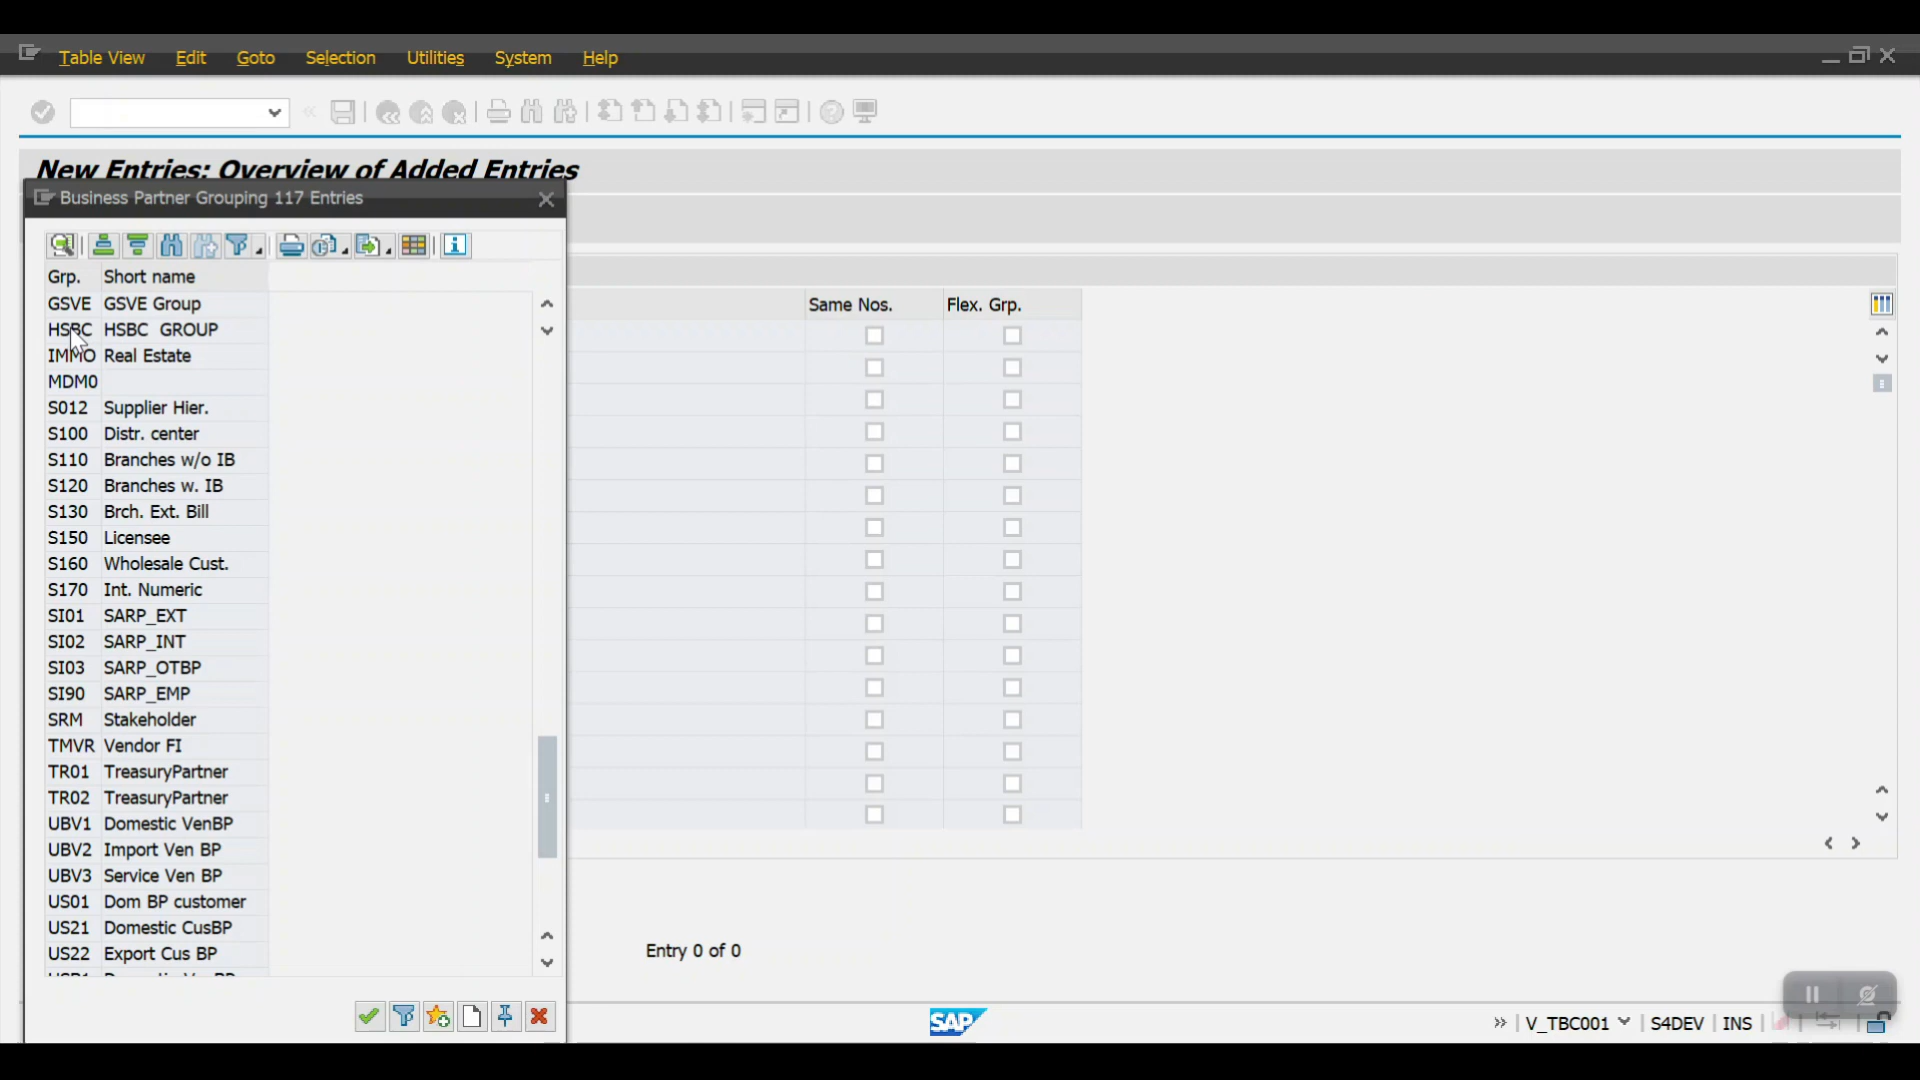 Table View Edit Goto Selection Utilities System Help
New Entries: Overview of Added Entries
Business Partner Grouping 117 Entries
Grp. Short name
GSVE GSVE Group
HSBC HSBC GROUP
IMMO Real Estate
MDM0
S012 Supplier Hier.
S100 Distr. center
S110 Branches w/o IB
S120 Branches w. IB
S130 Brch. Ext. Bill
S150 Licensee
S160 Wholesale Cust.
S170 Int. Numeric
SI01 SARP_EXT
SI02 SARP_INT
SI03 SARP_OTBP
SI90 SARP_EMP
SRM Stakeholder
TMVR Vendor FI
TR01 TreasuryPartner
TR02 TreasuryPartner
UBV1 Domestic VenBP
UBV2 Import Ven BP
UBV3 Service Ven BP
US01 Dom BP customer
US21 Domestic CusBP
US22 Export Cus BP
Same Nos. Flex. Grp.
Entry 0 of 0
SAP
V_TBC001 S4DEV INS